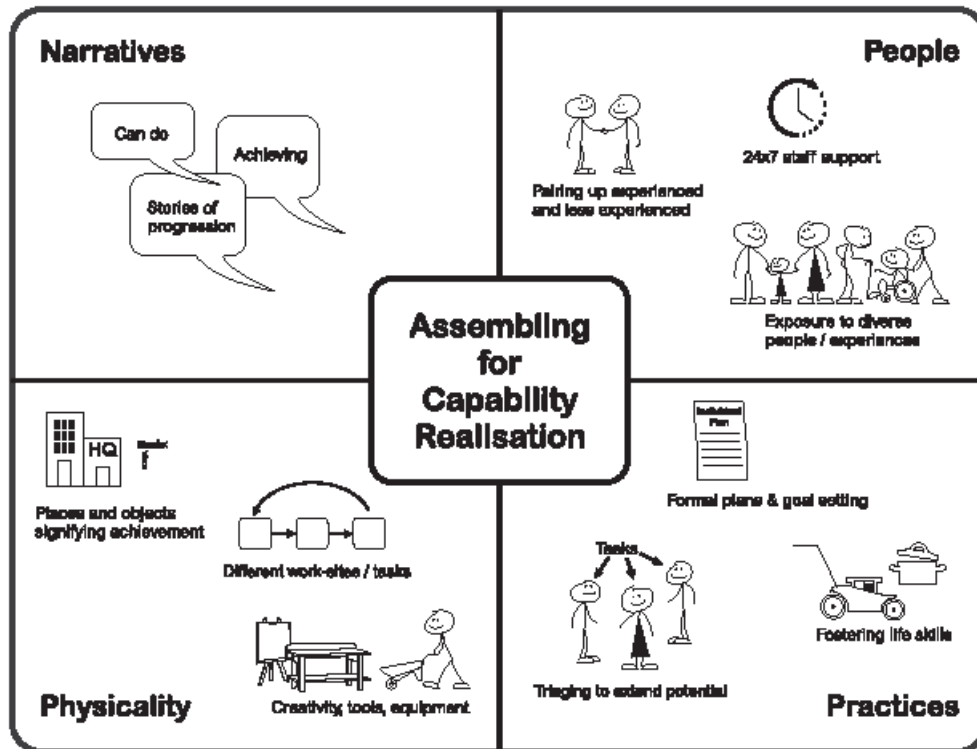 Narratives
Can do
Achieving
Stories of
progression
People
Pairing up experienced
and less experienced
24x7 staff support
Exposure to diverse
people / experiences
Assembling
for
Capability
Realisation
HQ
Places and objects
signifying achievement
Different work-sites / tasks
Creativity, tools, equipment
Physicality
Individual
Plan
Formal plans & goal setting
Tasks
Triaging to extend potential
Fostering life skills
Practices